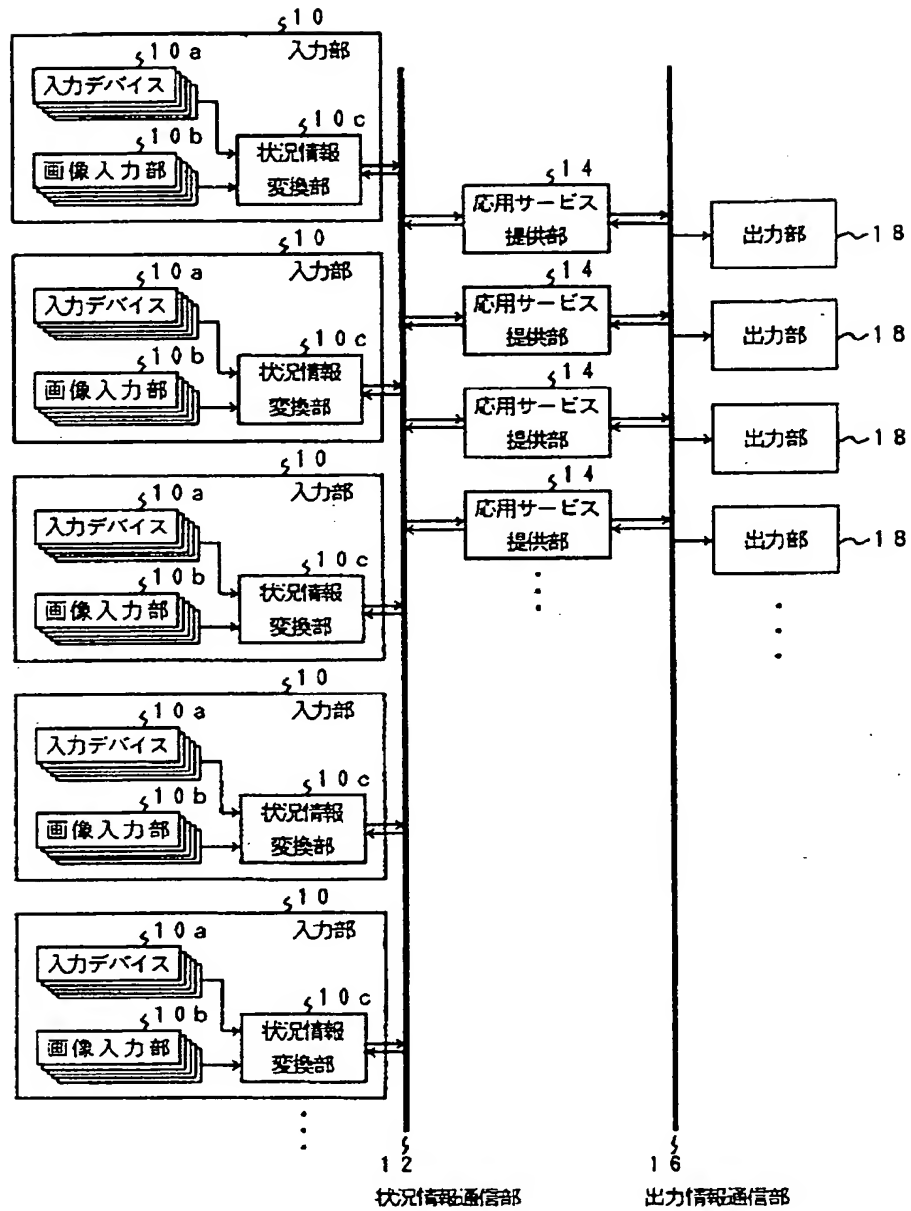 10
入力部
10a
入力デバイス
10b
画像入力部
10c
状況情報
変換部
10
入力部
10a
入力デバイス
10b
画像入力部
10c
状況情報
変換部
10
入力部
10a
入力デバイス
10b
画像入力部
10c
状況情報
変換部
10
入力部
10a
入力デバイス
10b
画像入力部
10c
状況情報
変換部
10
入力部
10a
入力デバイス
10b
画像入力部
10c
状況情報
変換部
14
応用サービス
提供部
14
応用サービス
提供部
14
応用サービス
提供部
14
応用サービス
提供部
出力部
18
出力部
18
出力部
18
出力部
18
12
状況情報通信部
16
出力情報通信部